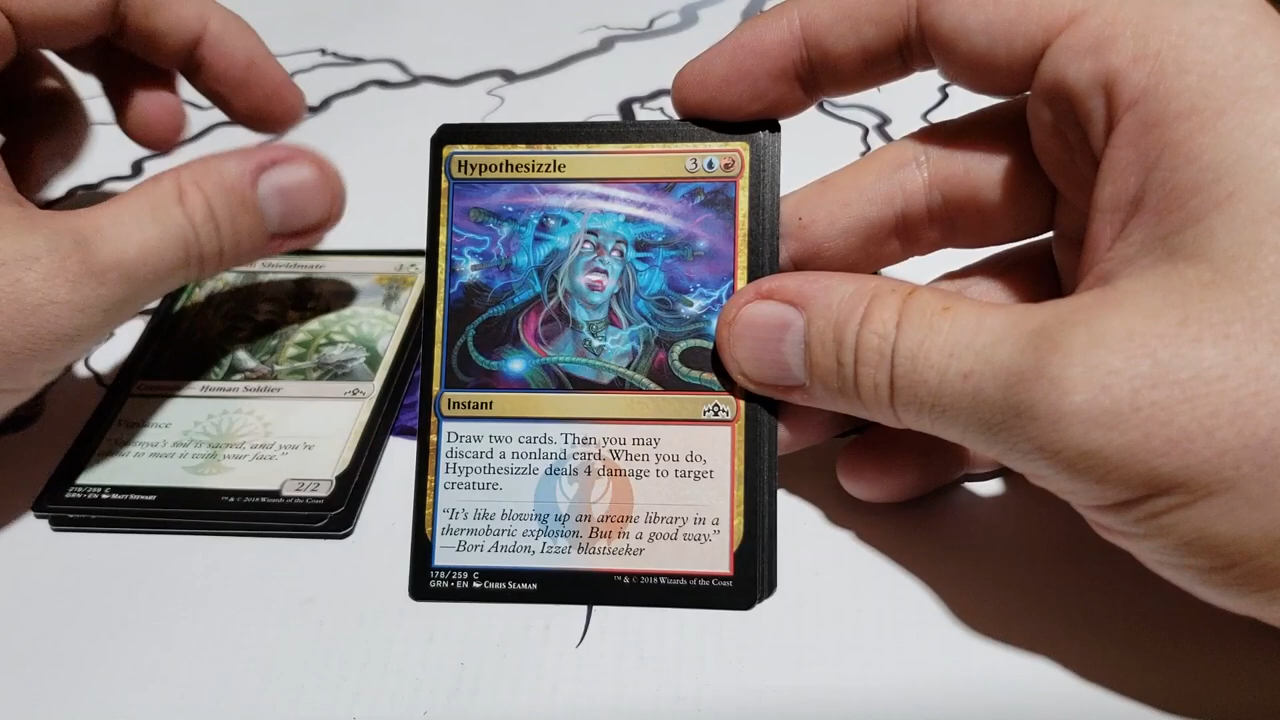 Hypothesizzle 3
Instant
Draw two cards. Then you may
discard a nonland card. When you do,
Hypothesizzle deals 4 damage to target
creature.
"It's like blowing up an arcane library in a
thermobaric explosion. But in a good way."
—Bori Andon, Izzet blastseeker
178/259 C
GRN • EN CHRIS SEAMAN
™ & © 2018 Wizards of the Coast
Shieldmate
Human Soldier
Vigilance
soul is sacred, and you're
to meet it with your face."
2/2
219/259 C
GRN • EN MATT STEWART
™ & © 2018 Wizards of the Coast